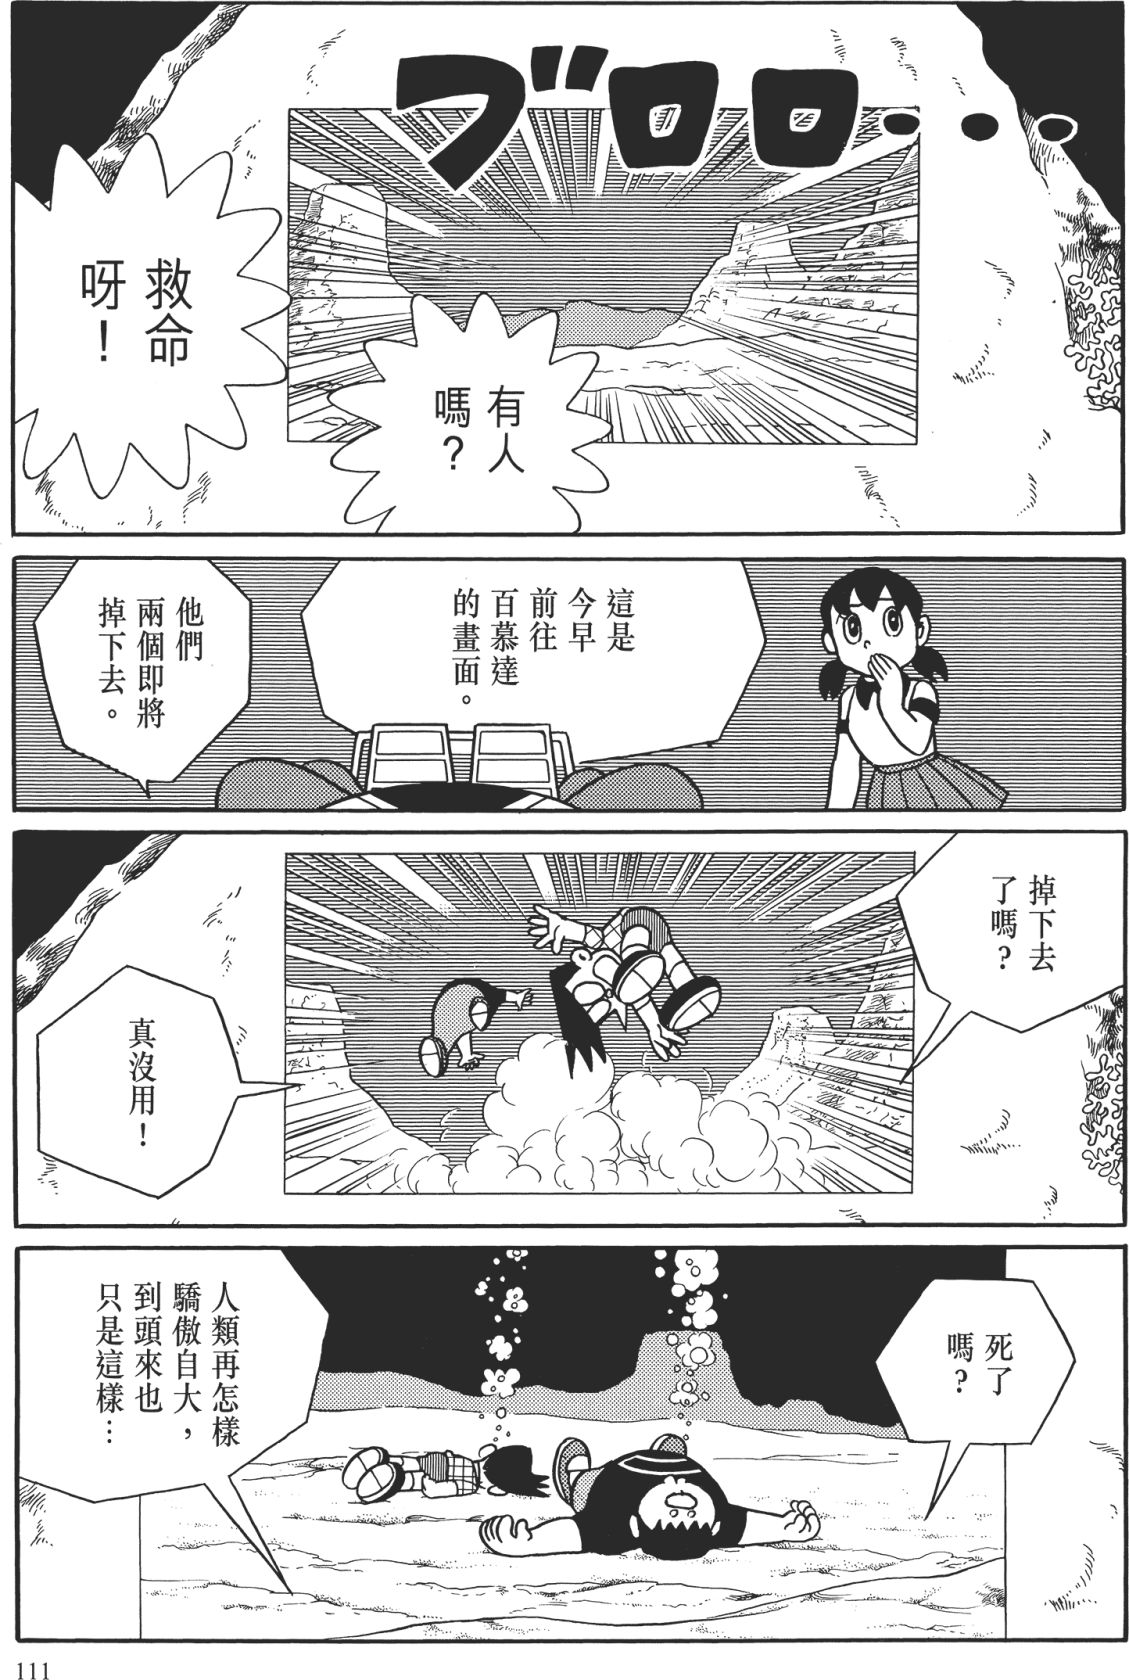 ブロロ・・・
有人
嗎？
救命
呀！
這是
今早
前往
百慕達
的畫面。
他們
兩個即將
掉下去。
掉下去
了嗎？
真沒用！
死了
嗎？
人類再怎樣
驕傲自大，
到頭來也
只是這樣…
111